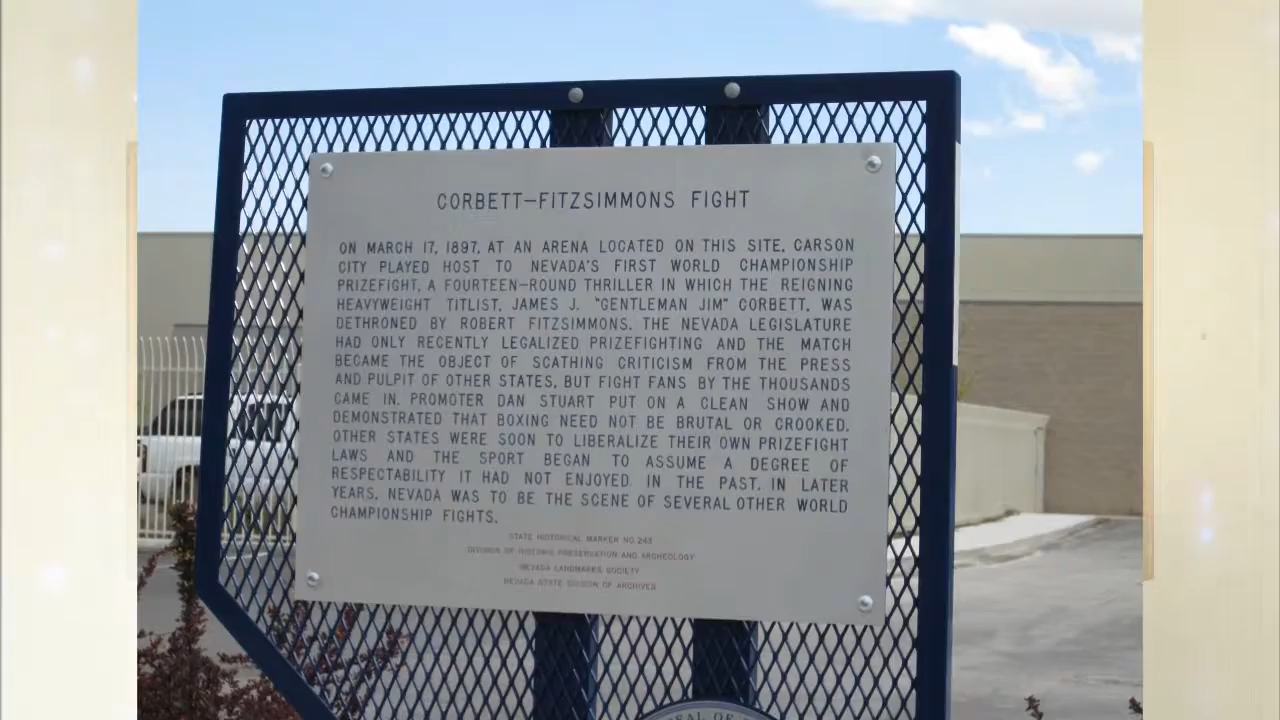 CORBETT-FITZSIMMONS FIGHT
ON MARCH 17, 1897, AT AN ARENA LOCATED ON THIS SITE, CARSON
CITY PLAYED HOST TO NEVADA'S FIRST WORLD CHAMPIONSHIP
PRIZEFIGHT, A FOURTEEN-ROUND THRILLER IN WHICH THE REIGNING
HEAVYWEIGHT TITLIST, JAMES J. "GENTLEMAN JIM" CORBETT, WAS
DETHRONED BY ROBERT FITZSIMMONS. THE NEVADA LEGISLATURE
HAD ONLY RECENTLY LEGALIZED PRIZEFIGHTING AND THE MATCH
BECAME THE OBJECT OF SCATHING CRITICISM FROM THE PRESS
AND PULPIT OF OTHER STATES, BUT FIGHT FANS BY THE THOUSANDS
CAME IN. PROMOTER DAN STUART PUT ON A CLEAN SHOW AND
DEMONSTRATED THAT BOXING NEED NOT BE BRUTAL OR CROOKED.
OTHER STATES WERE SOON TO LIBERALIZE THEIR OWN PRIZEFIGHT
LAWS AND THE SPORT BEGAN TO ASSUME A DEGREE OF
RESPECTABILITY IT HAD NOT ENJOYED IN THE PAST. IN LATER
YEARS, NEVADA WAS TO BE THE SCENE OF SEVERAL OTHER WORLD
CHAMPIONSHIP FIGHTS.
STATE HISTORICAL MARKER NO. 243
DIVISION OF HISTORIC PRESERVATION AND ARCHEOLOGY
NEVADA LANDMARKS SOCIETY
NEVADA STATE DIVISION OF ARCHIVES
SEAL OF